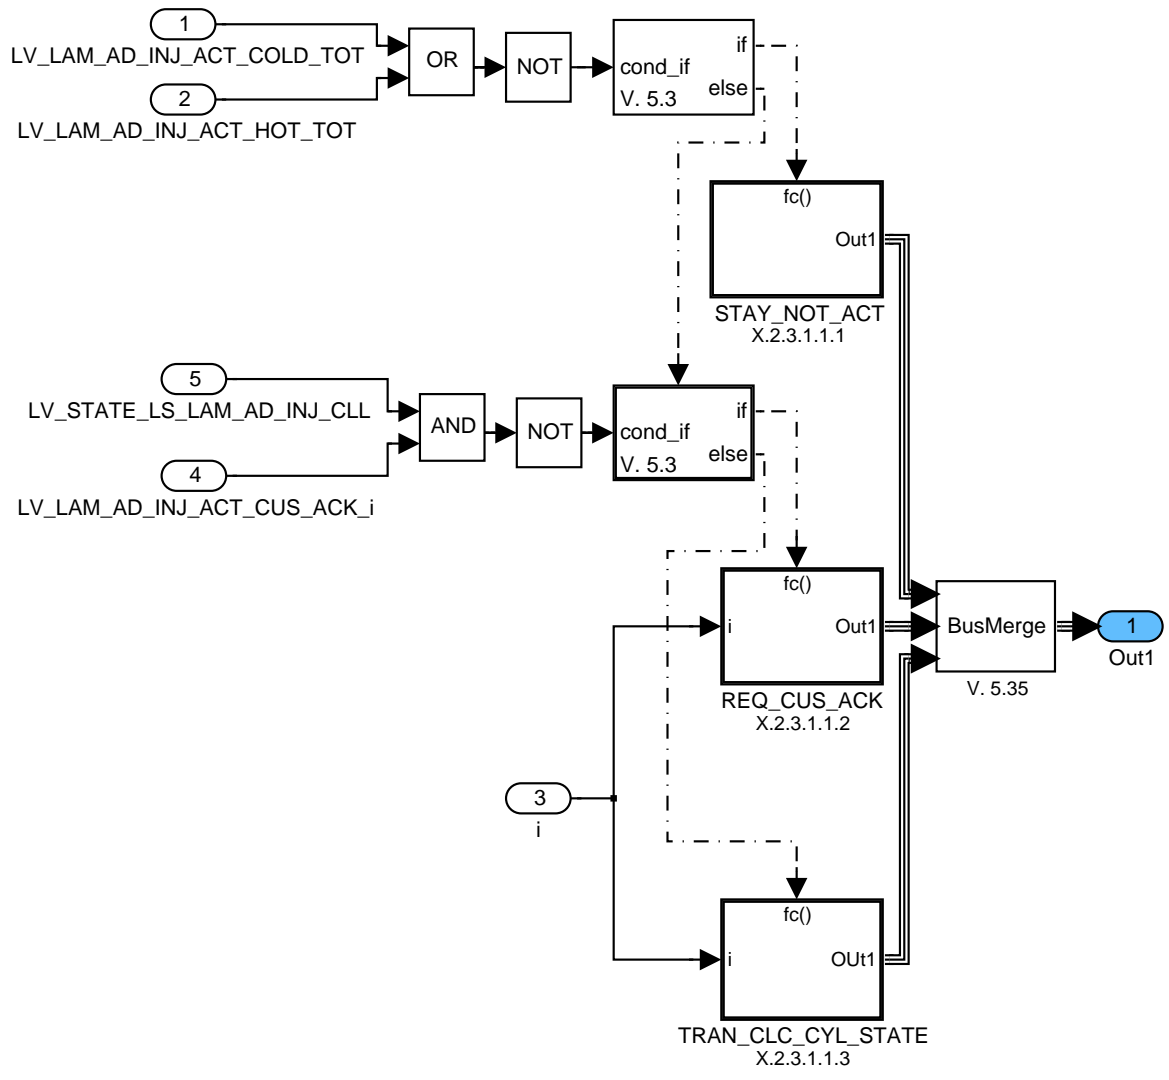 1
LV_LAM_AD_INJ_ACT_COLD_TOT
2
LV_LAM_AD_INJ_ACT_HOT_TOT
OR
NOT
if
cond_if
else
V. 5.3
fc()
Out1
STAY_NOT_ACT
X.2.3.1.1.1
5
LV_STATE_LS_LAM_AD_INJ_CLL
4
LV_LAM_AD_INJ_ACT_CUS_ACK_i
AND
NOT
if
cond_if
else
V. 5.3
fc()
i
Out1
REQ_CUS_ACK
X.2.3.1.1.2
BusMerge
V. 5.35
1
Out1
3
i
fc()
i
OUt1
TRAN_CLC_CYL_STATE
X.2.3.1.1.3